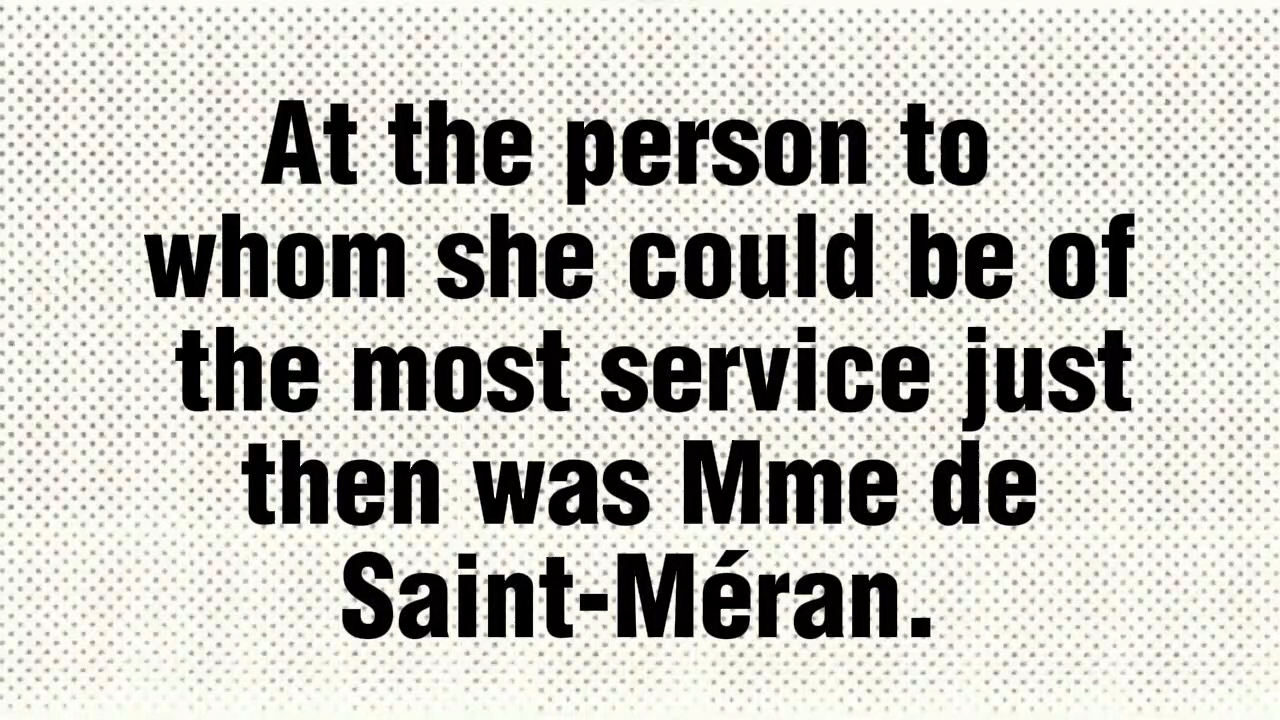 At the person to
whom she could be of
the most service just
then was Mme de
Saint-Méran.